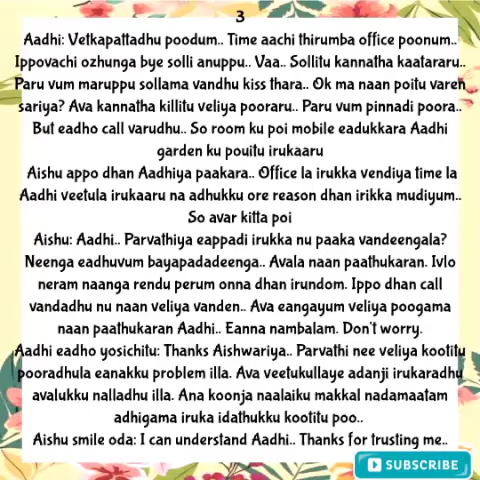 3
Aadhi: Vetkapattadhu poodum.. Time aachi thirumba office poonum..
Ippovachi ozhunga bye solli anuppu.. Vaa.. Sollitu kannatha kaatararu..
Paru vum maruppu sollama vandhu kiss thara.. Ok ma naan poitu varen
sariya? Ava kannatha killitu veliya pooraru.. Paru vum pinnadi poora..
But eadho call varudhu.. So room ku poi mobile eadukkara Aadhi
garden ku pouitu irukaaru
Aishu appo dhan Aadhiya paakara.. Office la irukka vendiya time la
Aadhi veetula irukaaru na adhukku ore reason dhan irikka mudiyum..
So avar kitta poi
Aishu: Aadhi.. Parvathiya eappadi irukka nu paaka vandeengala?
Neenga eadhuvum bayapadadeenga.. Avala naan paathukaran. Ivlo
neram naanga rendu perum onna dhan irundom. Ippo dhan call
vandadhu nu naan veliya vanden.. Ava eangayum veliya poogama
naan paathukaran Aadhi.. Eanna nambalam. Don't worry.
Aadhi eadho yosichitu: Thanks Aishwariya.. Parvathi nee veliya kootitu
pooradhula eanakku problem illa. Ava veetukullaye adanji irukaradhu
avalukku nalladhu illa. Ana koonja naalaiku makkal nadamaatam
adhigama iruka idathukku kootitu poo..
Aishu smile oda: I can understand Aadhi.. Thanks for trusting me..
SUBSCRIBE